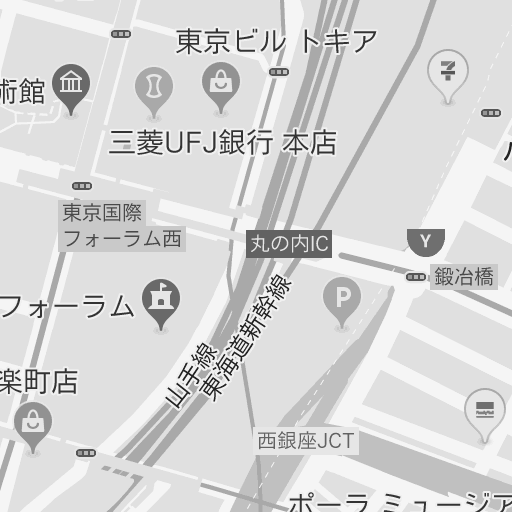 東京ビル トキア
術館
三菱UFJ銀行 本店
東京国際
フォーラム西
丸の内IC
Y
鍛冶橋
フォーラム
P
山手線
東海道新幹線
楽町店
FamilyMart
西銀座JCT
ポーラ ミュージア